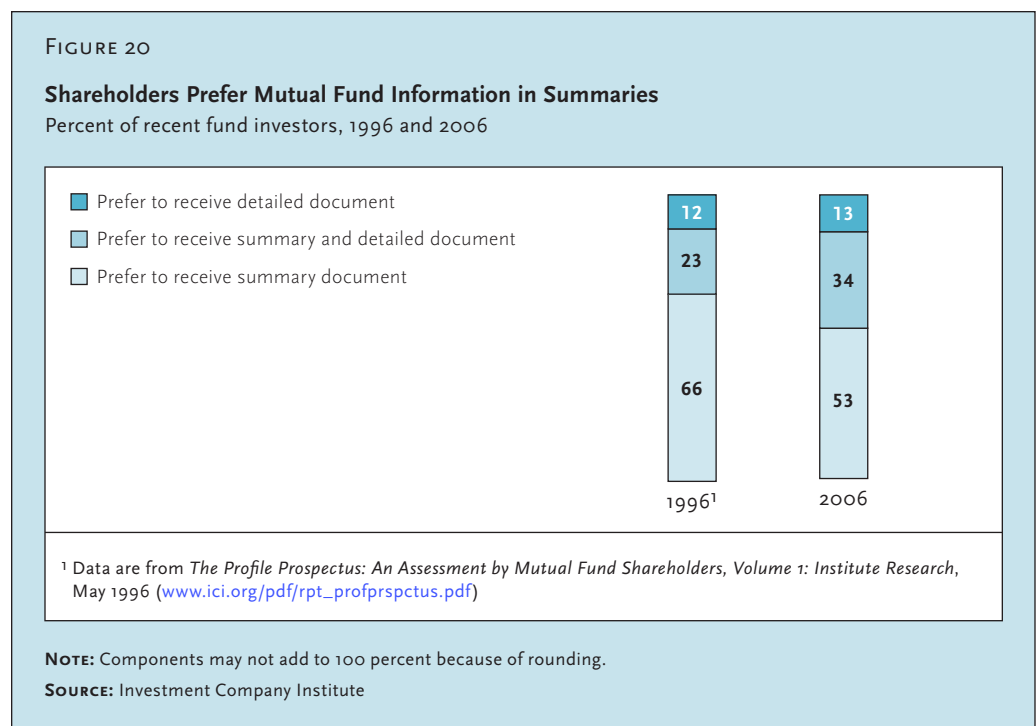 FIGURE 20
Shareholders Prefer Mutual Fund Information in Summaries
Percent of recent fund investors, 1996 and 2006
Prefer to receive detailed document
Prefer to receive summary and detailed document
Prefer to receive summary document
12
23
66
1996¹
13
34
53
2006
¹ Data are from The Profile Prospectus: An Assessment by Mutual Fund Shareholders, Volume 1: Institute Research,
May 1996 (www.ici.org/pdf/rpt_profprspctus.pdf)
NOTE: Components may not add to 100 percent because of rounding.
SOURCE: Investment Company Institute